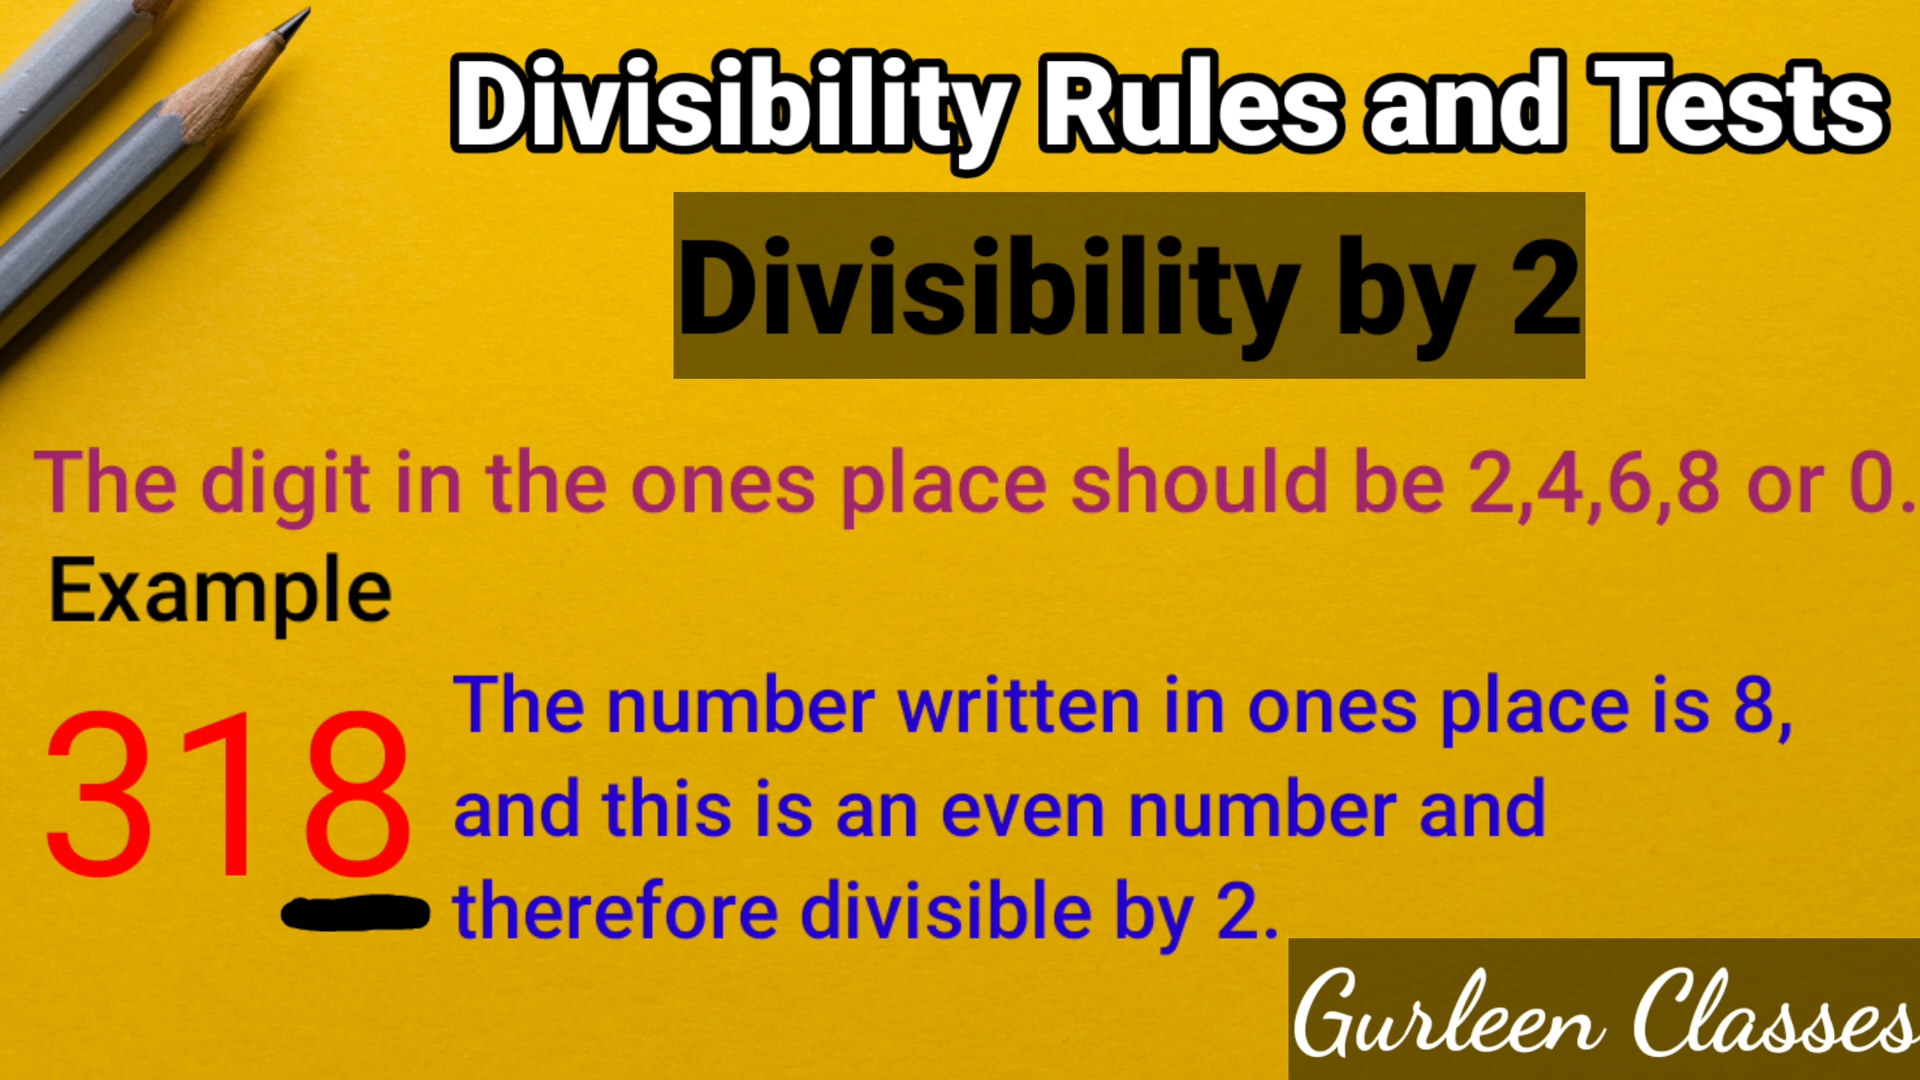 Divisibility Rules and Tests
Divisibility by 2
The digit in the ones place should be 2,4,6,8 or 0.
Example
318
The number written in ones place is 8,
and this is an even number and
therefore divisible by 2.
Gurleen Classes